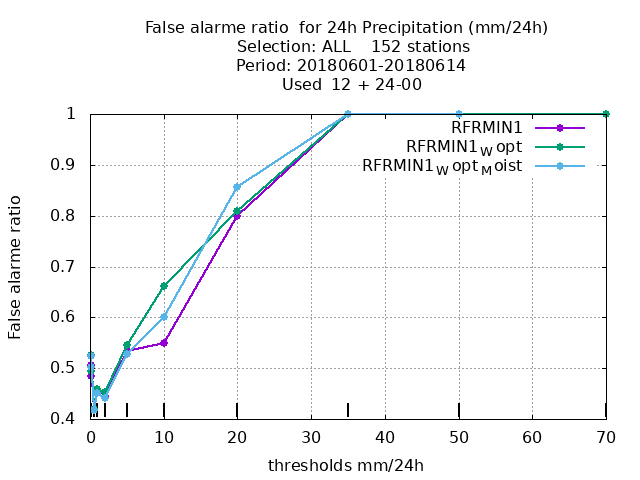 False alarme ratio  for 24h Precipitation (mm/24h)
Selection: ALL    152 stations
Period: 20180601-20180614
Used  12 + 24-00
1
0.9
0.8
0.7
0.6
0.5
0.4
False alarme ratio
RFRMIN1
RFRMIN1Wopt
RFRMIN1WoptMoist
0 10 20 30 40 50 60 70
thresholds mm/24h